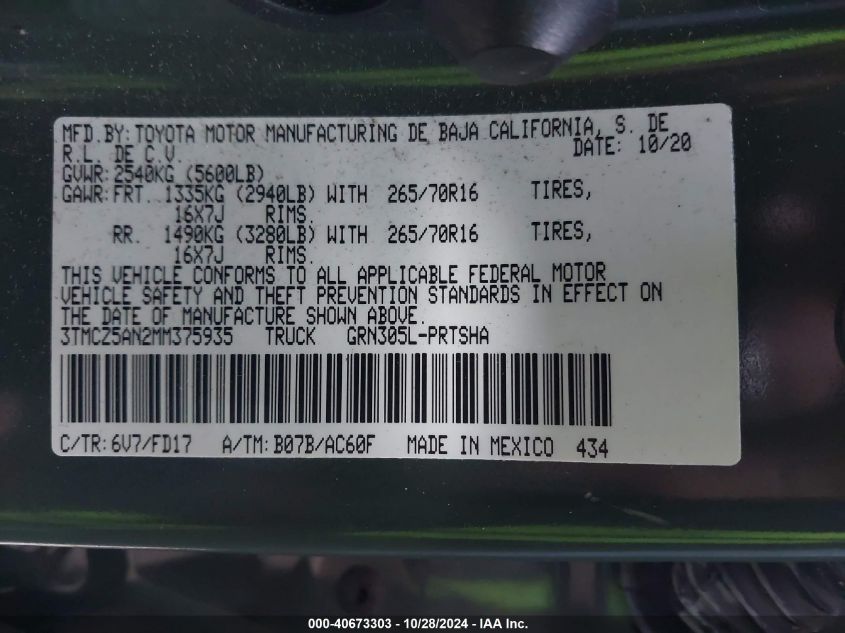 MFD.BY:TOYOTA MOTOR MANUFACTURING DE BAJA CALIFORNIA, S. DE
R.L. DE C.V. DATE: 10/20
GVWR:2540KG (5600LB)
GAWR:FRT. 1335KG (2940LB) WITH 265/70R16 TIRES,
16X7J RIMS.
RR. 1490KG (3280LB) WITH 265/70R16 TIRES,
16X7J RIMS.
THIS VEHICLE CONFORMS TO ALL APPLICABLE FEDERAL MOTOR
VEHICLE SAFETY AND THEFT PREVENTION STANDARDS IN EFFECT ON
THE DATE OF MANUFACTURE SHOWN ABOVE.
3TMCZ5AN2MM375935 TRUCK GRN305L-PRTSHA
C/TR:6V7/FD17 A/TM:B07B/AC60F MADE IN MEXICO 434
000-40673303 - 10/28/2024 - IAA Inc.